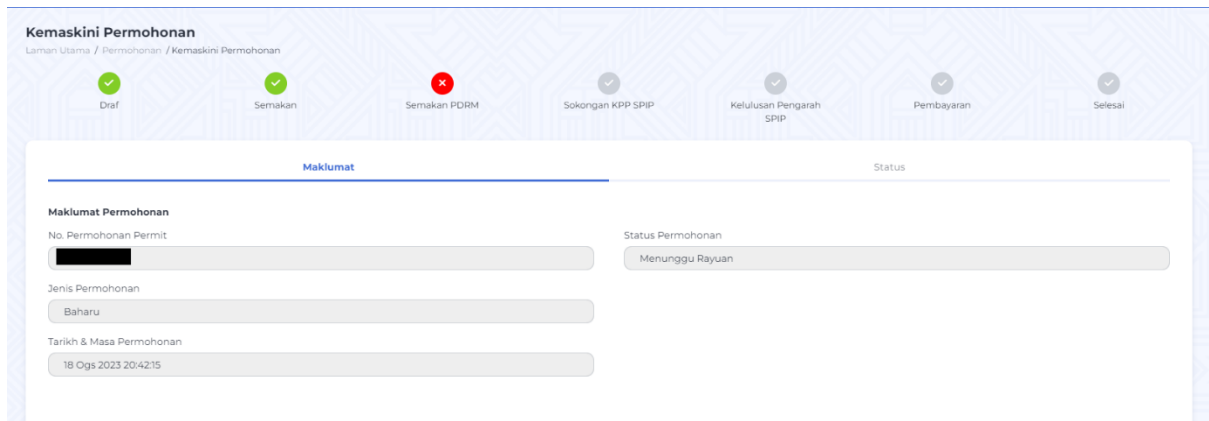 Kemaskini Permohonan
Laman Utama / Permohonan / Kemaskini Permohonan
Draf
Semakan
Semakan PDRM
Sokongan KPP SPIP
Kelulusan Pengarah
SPIP
Pembayaran
Selesai
Maklumat
Status
Maklumat Permohonan
No. Permohonan Permit
Status Permohonan
Menunggu Rayuan
Jenis Permohonan
Baharu
Tarikh & Masa Permohonan
18 Ogs 2023 20:42:15